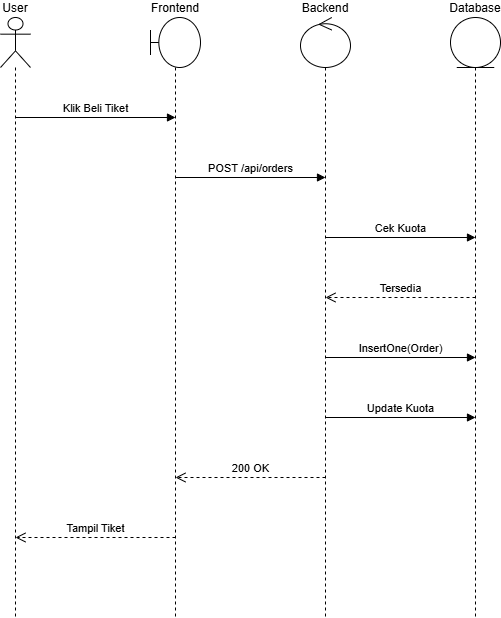 User
Frontend
Backend
Database
Klik Beli Tiket
POST /api/orders
Cek Kuota
Tersedia
InsertOne(Order)
Update Kuota
200 OK
Tampil Tiket